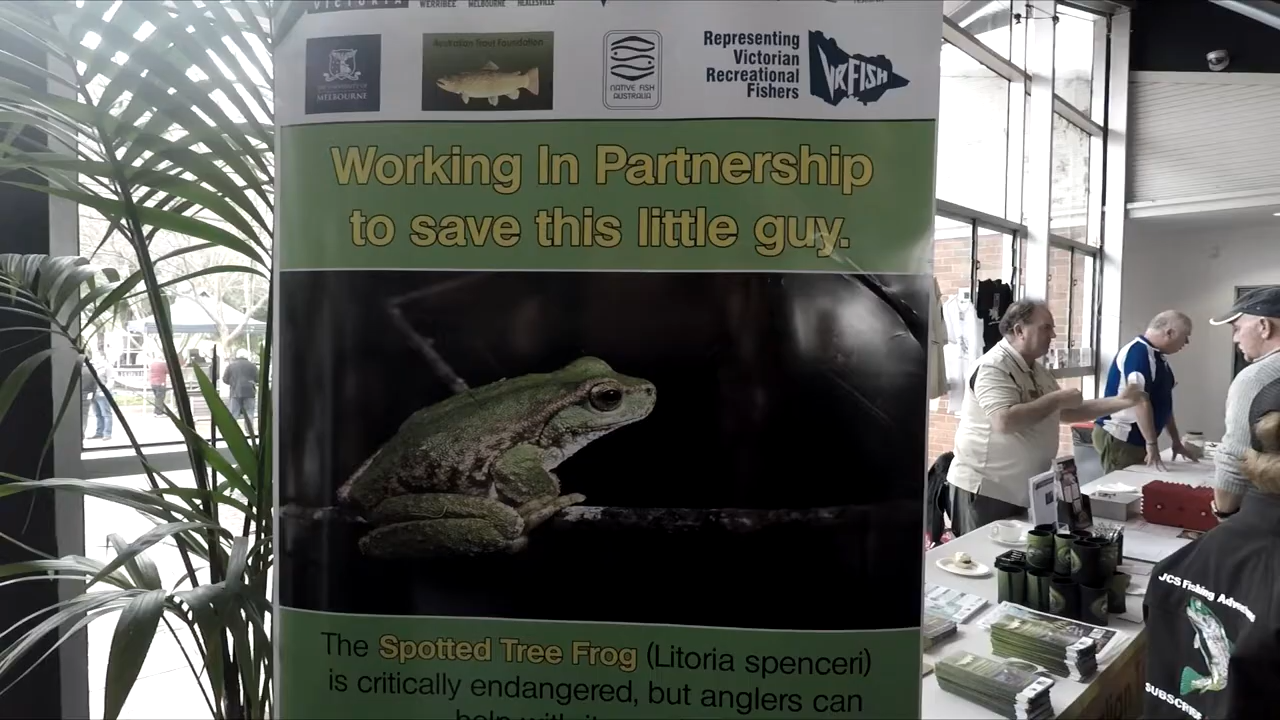 VICTORIA
WERRIBEE
MELBOURNE
HEALESVILLE
MELBOURNE
Australian Trout Foundation
NATIVE FISH
AUSTRALIA
Representing
Victorian
Recreational
Fishers
VRFISH
Working In Partnership
to save this little guy.
The Spotted Tree Frog (Litoria spenceri)
is critically endangered, but anglers can
JCS Fishing